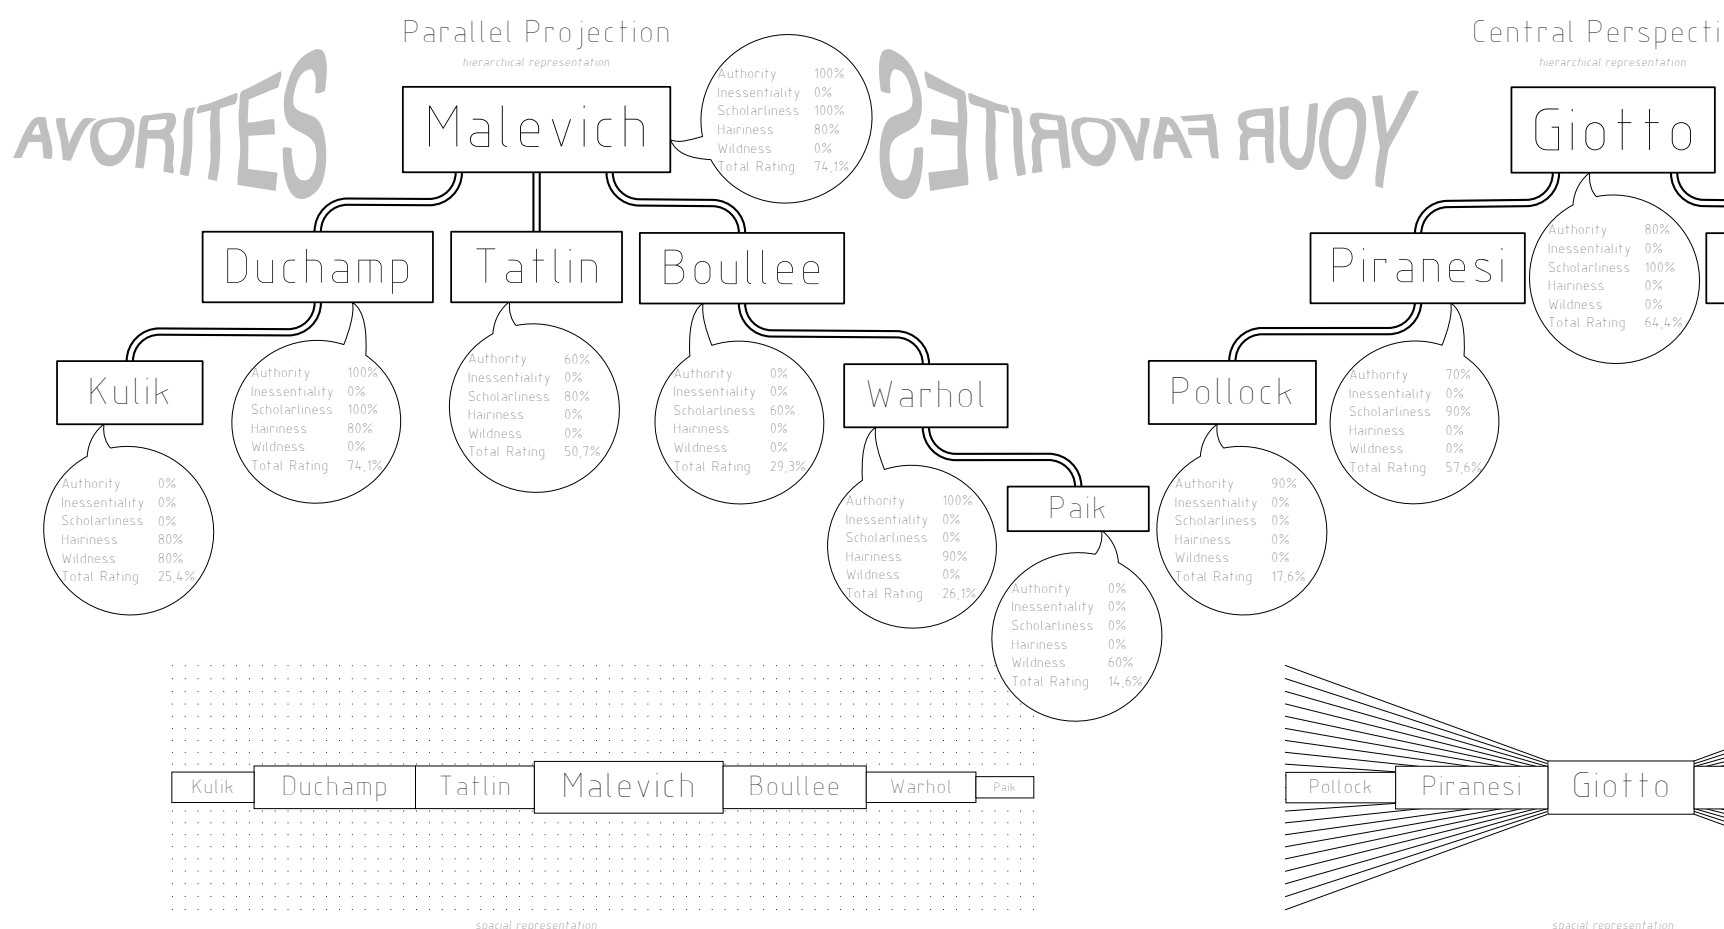 Parallel Projection
hierarchical representation
AVORITES
Malevich
Authority 100%
Inessentiality 0%
Scholarliness 100%
Hairiness 80%
Wildness 0%
Total Rating 74,1%
YOUR FAVORITES
Central Perspecti
hierarchical representation
Giotto
Authority 80%
Inessentiality 0%
Scholarliness 100%
Hairiness 0%
Wildness 0%
Total Rating 64,4%
Duchamp
Authority 100%
Inessentiality 0%
Scholarliness 100%
Hairiness 80%
Wildness 0%
Total Rating 74,1%
Tatlin
Authority 60%
Inessentiality 0%
Scholarliness 80%
Hairiness 0%
Wildness 0%
Total Rating 50,7%
Boullee
Authority 0%
Inessentiality 0%
Scholarliness 60%
Hairiness 0%
Wildness 0%
Total Rating 29,3%
Piranesi
Authority 70%
Inessentiality 0%
Scholarliness 90%
Hairiness 0%
Wildness 0%
Total Rating 57,6%
Kulik
Authority 0%
Inessentiality 0%
Scholarliness 0%
Hairiness 80%
Wildness 80%
Total Rating 25,4%
Warhol
Authority 100%
Inessentiality 0%
Scholarliness 0%
Hairiness 90%
Wildness 0%
Total Rating 26,1%
Pollock
Authority 90%
Inessentiality 0%
Scholarliness 0%
Hairiness 0%
Wildness 0%
Total Rating 17,6%
Paik
Authority 0%
Inessentiality 0%
Scholarliness 0%
Hairiness 0%
Wildness 60%
Total Rating 14,6%
Kulik Duchamp Tatlin Malevich Boullee Warhol Paik
Pollock Piranesi Giotto
spacial representation
spacial representation